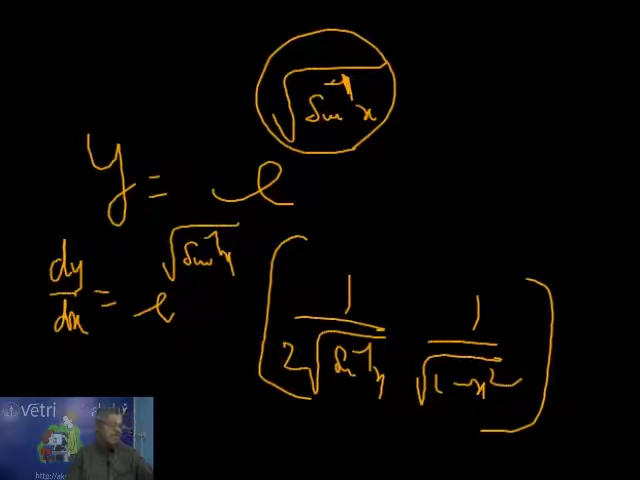 y = e^{√(sin⁻¹x)}
dy/dx = e^{√(sin⁻¹x)} [ 1/(2√(sin⁻¹x)) 1/√(1-x²) ]
vetri